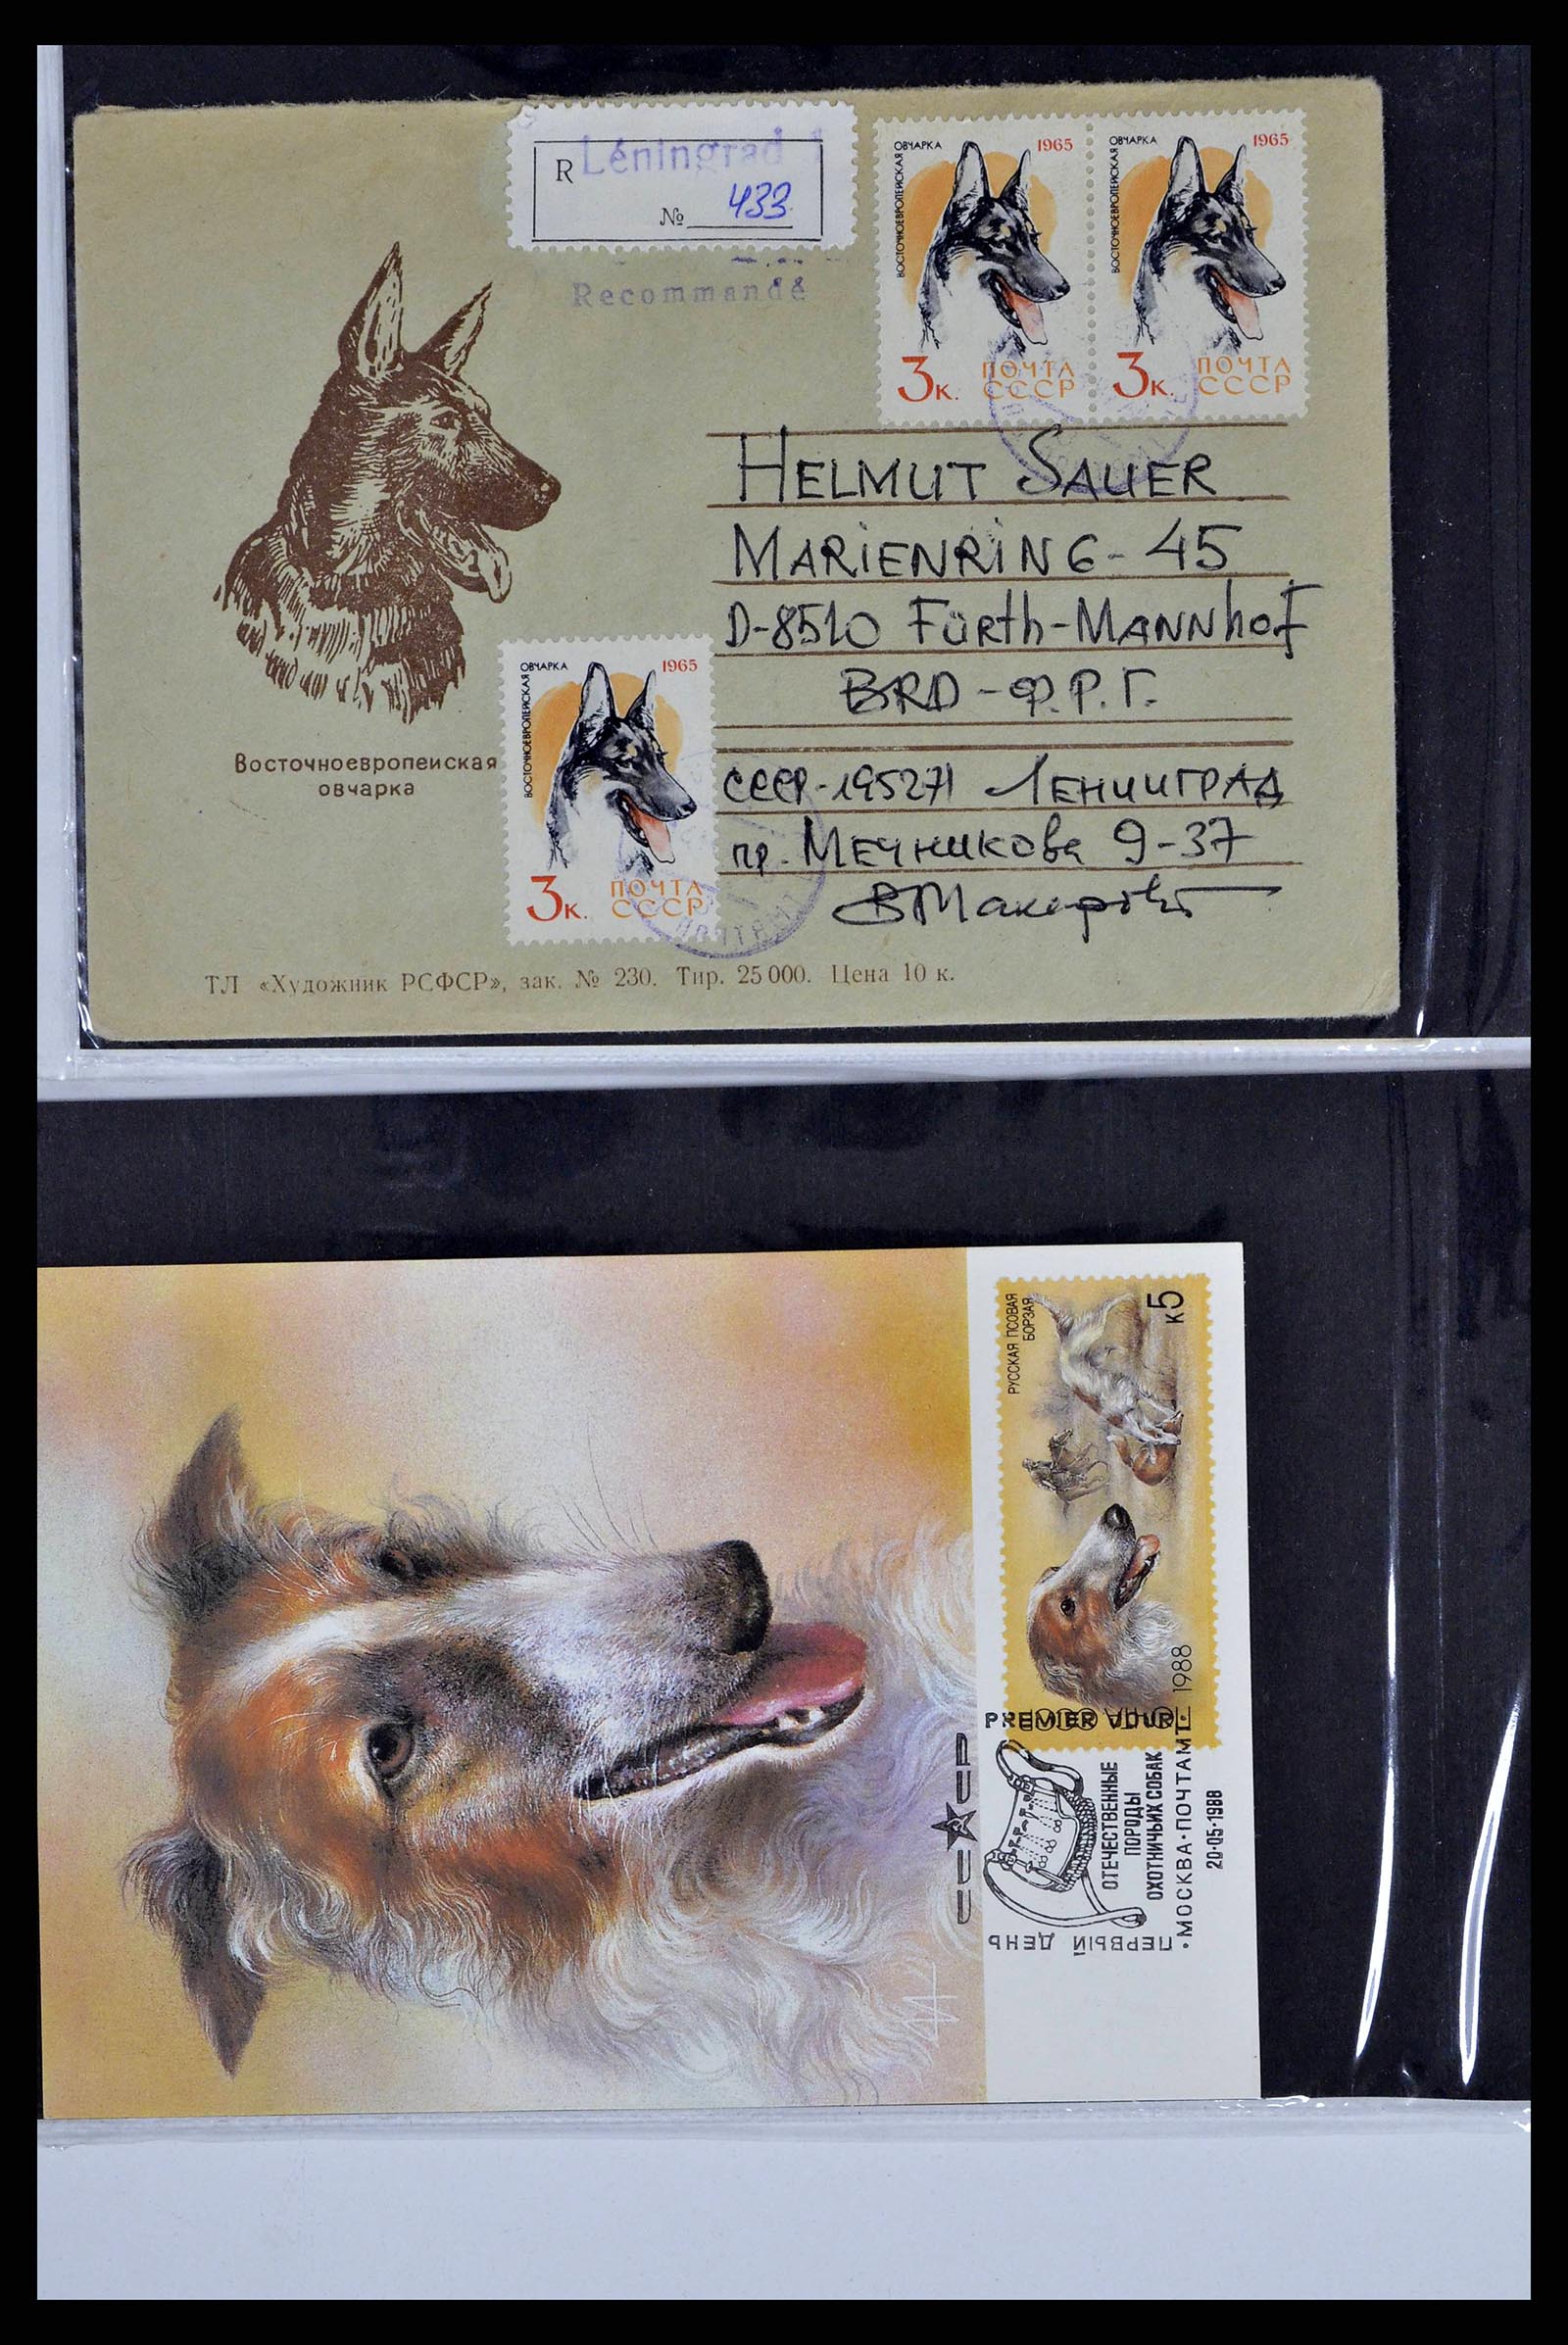 R Léningrad 1
№ 433
Recommandé
ВОСТОЧНОЕВРОПЕЙСКАЯ
ОВЧАРКА
1965
3к.
ПОЧТА
СССР
ВОСТОЧНОЕВРОПЕЙСКАЯ
ОВЧАРКА
1965
3к.
ПОЧТА
СССР
HELMUT SAUER
MARIENRING-45
D-8510 Fürth-MANNhoF
BRD-Ф.Р.Г.
СССР-195271 ЛЕНИНГРАД
пр. Мечникова 9-37
Восточноевропейская
овчарка
ВОСТОЧНОЕВРОПЕЙСКАЯ
ОВЧАРКА
1965
3к.
ПОЧТА
СССР
ТЛ «Художник РСФСР», зак. № 230. Тир. 25 000. Цена 10 к.
РУССКАЯ ПСОВАЯ
БОРЗАЯ
к5
1988
PREMIER JOUR
СССР
ОТЕЧЕСТВЕННЫЕ
ПОРОДЫ
ОХОТНИЧЬИХ СОБАК
ПЕРВЫЙ ДЕНЬ
•МОСКВА•ПОЧТАМТ•
20•05•1988